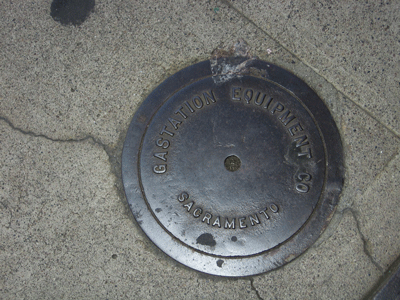 GASTATION EQUIPMENT CO
SACRAMENTO